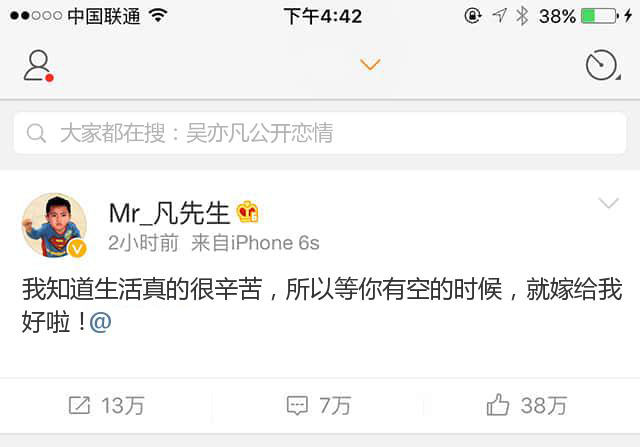 中国联通 下午4:42 38%
大家都在搜：吴亦凡公开恋情
Mr_凡先生
2小时前 来自iPhone 6s
我知道生活真的很辛苦，所以等你有空的时候，就嫁给我
好啦！@
13万 7万 38万